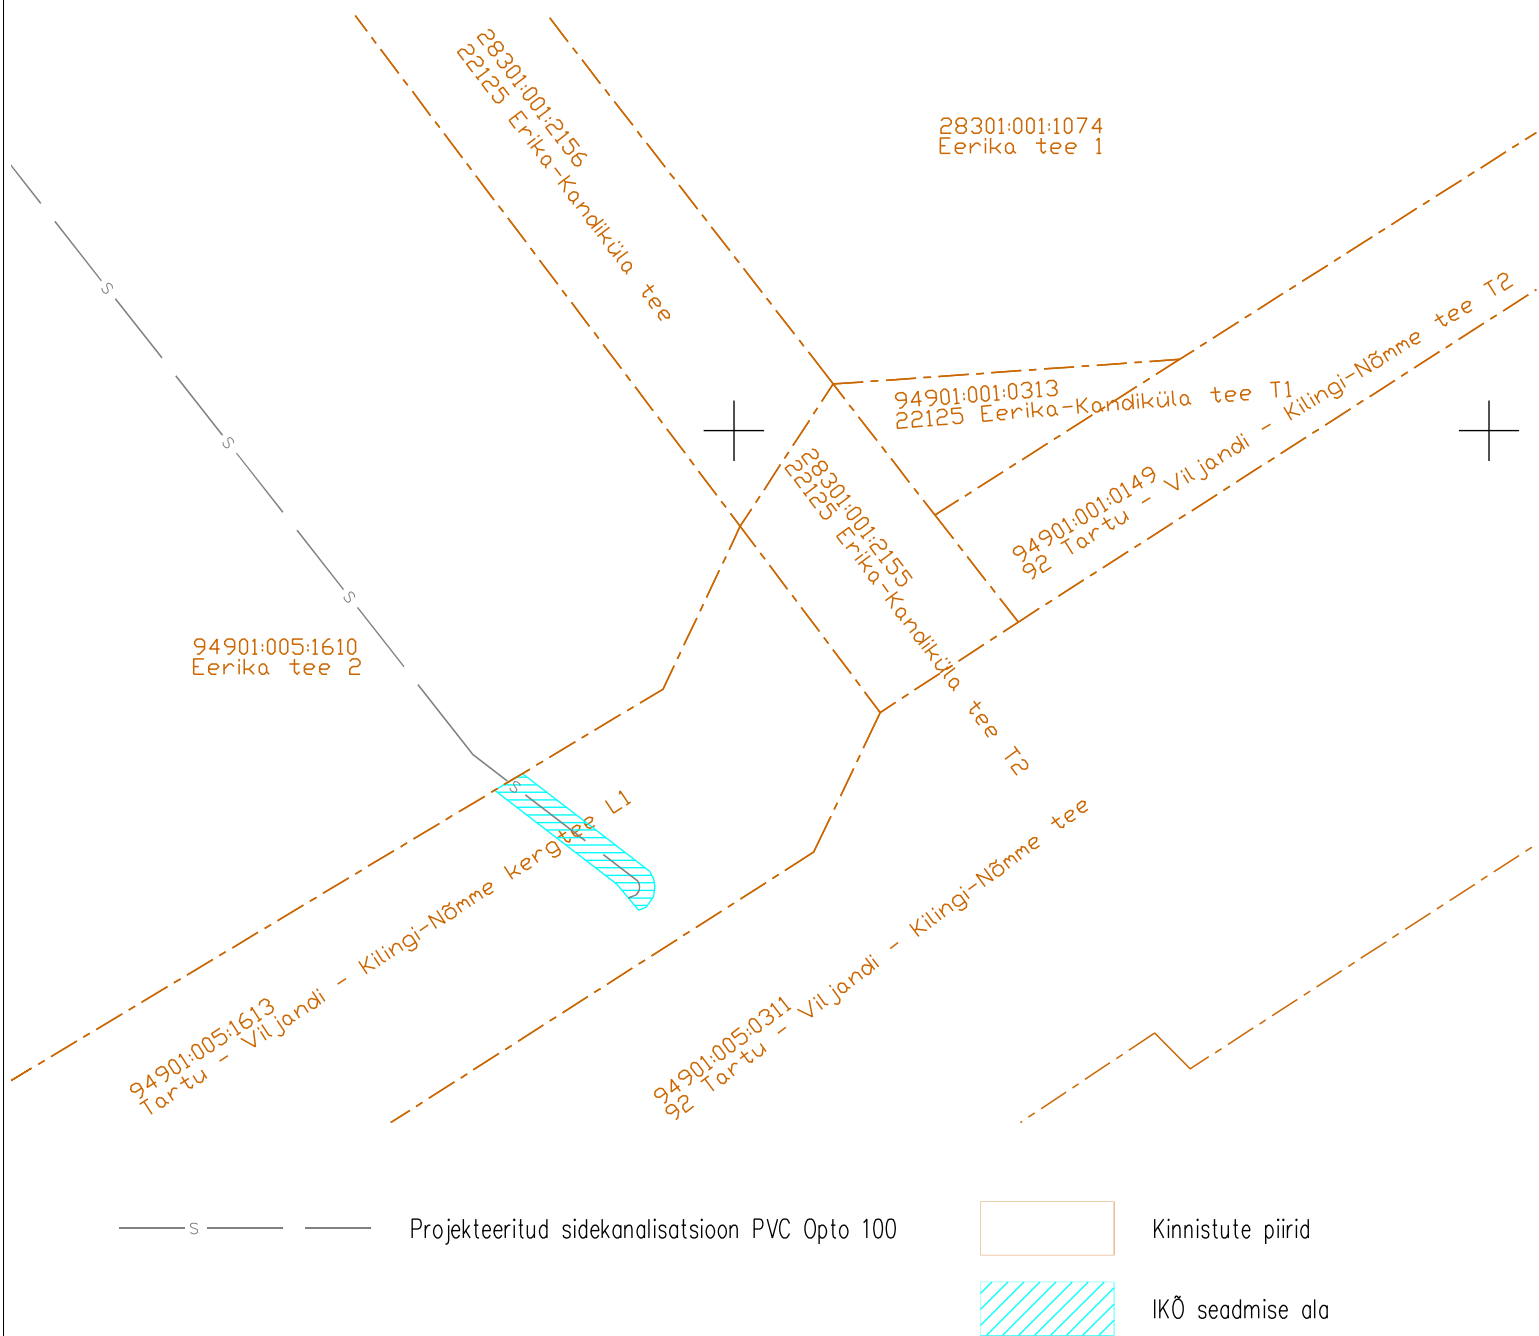 28301:001:2156
22125 Erika-Kandiküla tee
28301:001:1074
Eerika tee 1
S
94901:001:0313
22125 Eerika-Kandiküla tee T1
S
28301:001:2155
22125 Erika-Kandiküla tee T2
94901:001:0149
92 Tartu - Viljandi - Kilingi-Nõmme tee T2
S
94901:005:1610
Eerika tee 2
S
94901:005:1613
Tartu - Viljandi - Kilingi-Nõmme kergtee L1
94901:005:0311
92 Tartu - Viljandi - Kilingi-Nõmme tee
S
Projekteeritud sidekanalisatsioon PVC Opto 100
Kinnistute piirid
IKÕ seadmise ala